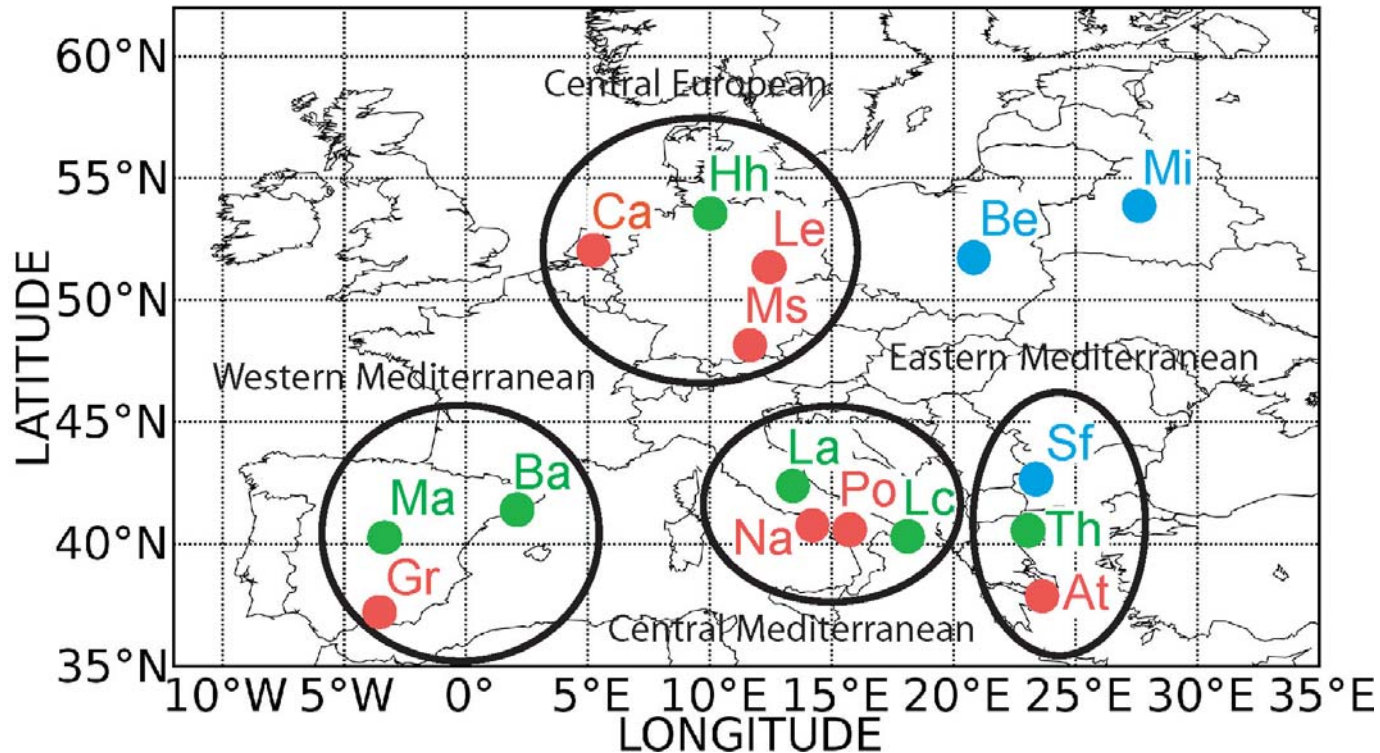 60°N
Central European
55°N
Hh
Mi
Ca
Le
Be
50°N
Ms
Western Mediterranean
Eastern Mediterranean
45°N
La
Sf
Ba
Ma
Po
Lc
Na
Th
40°N
Gr
At
Central Mediterranean
35°N
10°W 5°W 0° 5°E 10°E 15°E 20°E 25°E 30°E 35°E
LONGITUDE
LATITUDE